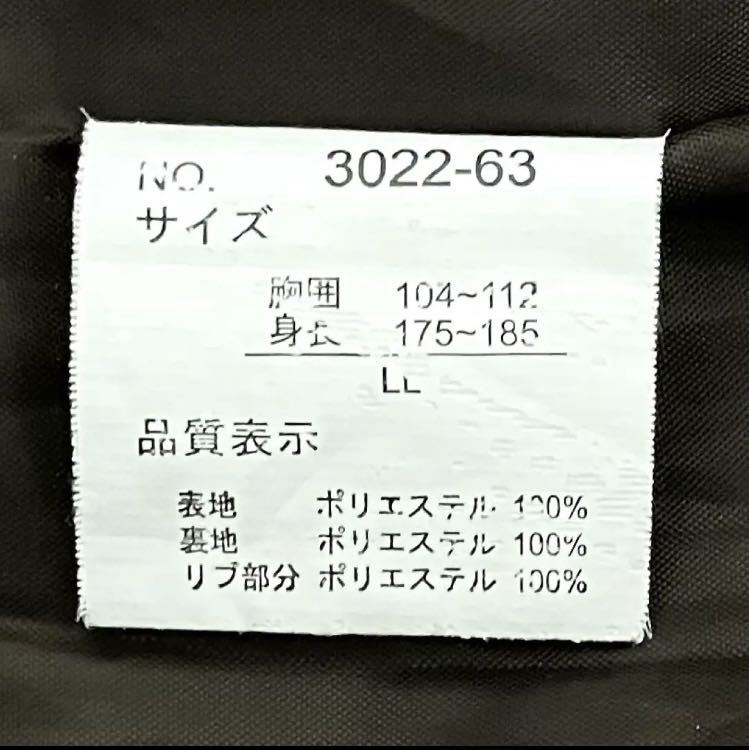 NO. 3022-63
サイズ
胸囲 104~112
身長 175~185
LL
品質表示
表地 ポリエステル 100%
裏地 ポリエステル 100%
リブ部分 ポリエステル 100%